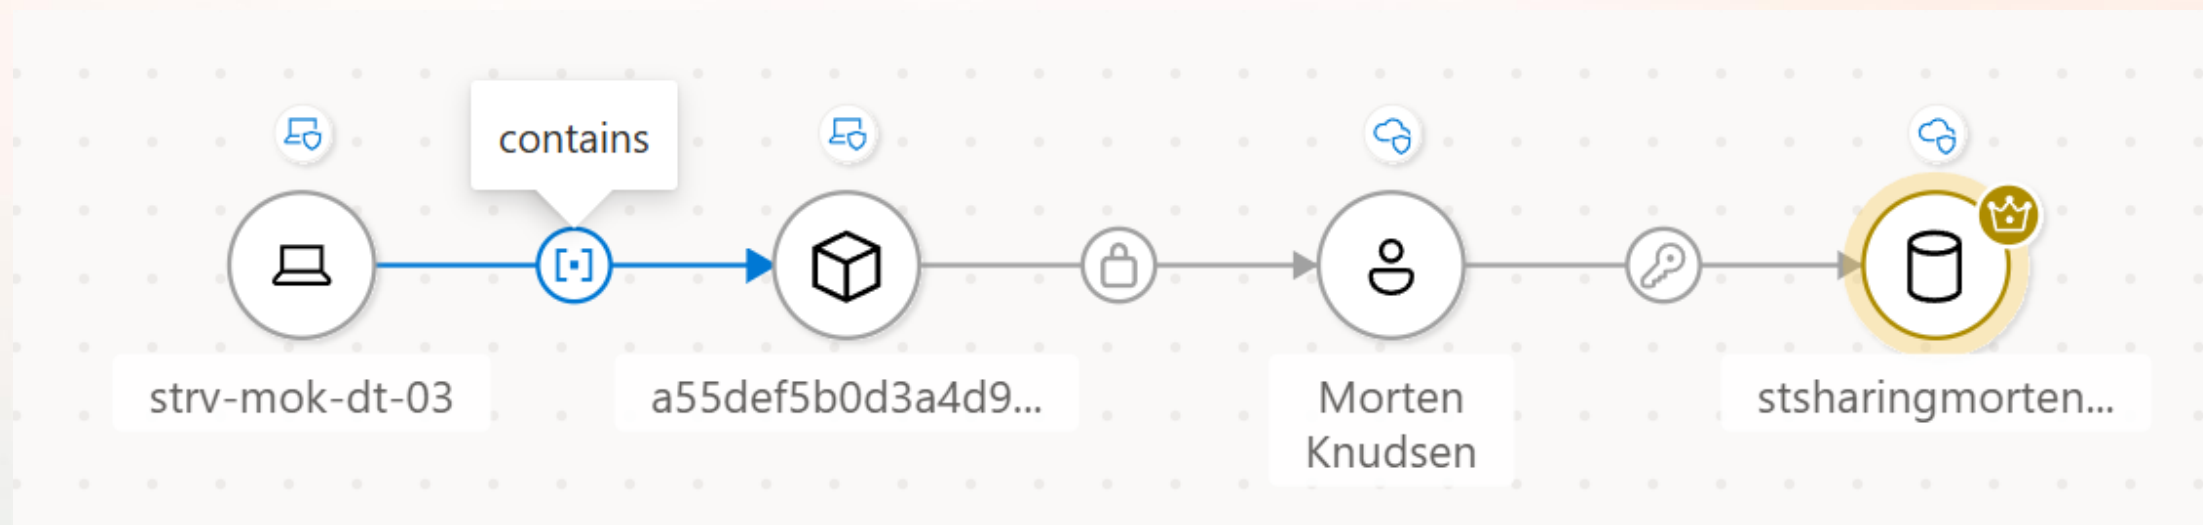 contains
strv-mok-dt-03
a55def5b0d3a4d9...
Morten
Knudsen
stsharingmorten...